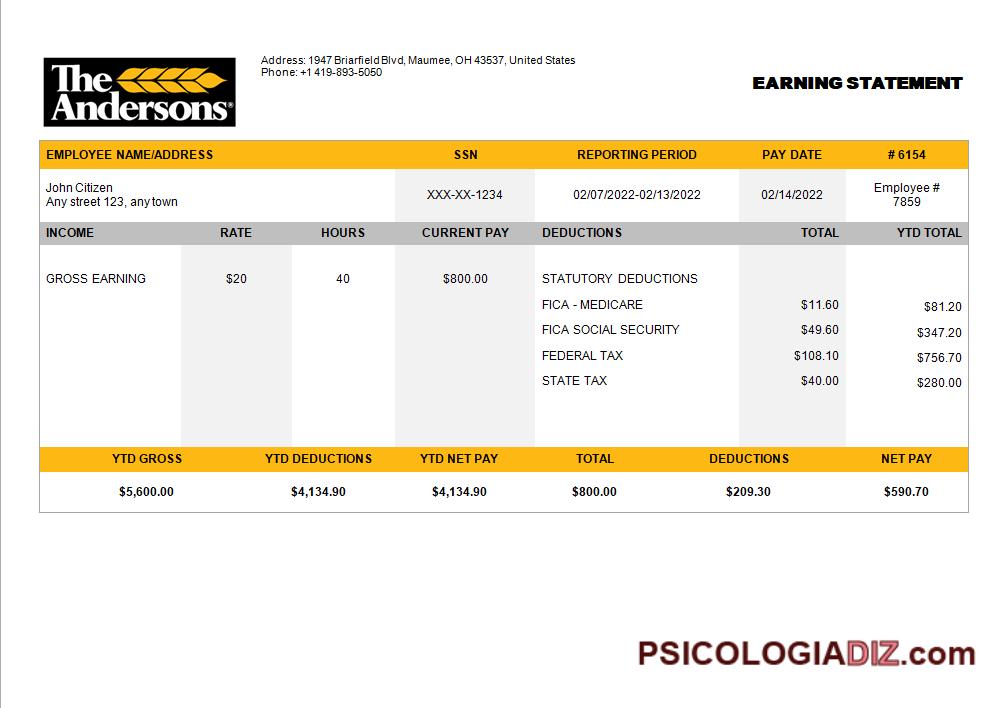 The
Andersons®
Address: 1947 Briarfield Blvd, Maumee, OH 43537, United States
Phone: +1 419-893-5050
EARNING STATEMENT
EMPLOYEE NAME/ADDRESS SSN REPORTING PERIOD PAY DATE # 6154
John Citizen
Any street 123, any town
XXX-XX-1234 02/07/2022-02/13/2022 02/14/2022 Employee #
7859
INCOME RATE HOURS CURRENT PAY DEDUCTIONS TOTAL YTD TOTAL
GROSS EARNING $20 40 $800.00 STATUTORY DEDUCTIONS
FICA - MEDICARE $11.60 $81.20
FICA SOCIAL SECURITY $49.60 $347.20
FEDERAL TAX $108.10 $756.70
STATE TAX $40.00 $280.00
YTD GROSS YTD DEDUCTIONS YTD NET PAY TOTAL DEDUCTIONS NET PAY
$5,600.00 $4,134.90 $4,134.90 $800.00 $209.30 $590.70
PSICOLOGIADIZ.com